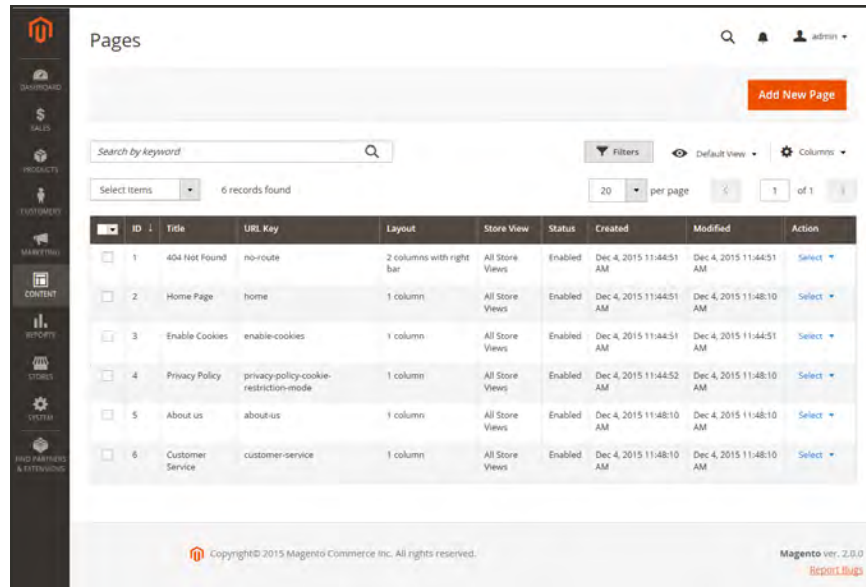 Pages
admin
Add New Page
DASHBOARD
SALES
PRODUCTS
CUSTOMERS
MARKETING
CONTENT
REPORTS
STORES
SYSTEM
FIND PARTNERS
& EXTENSIONS
Search by keyword
Filters
Default View
Columns
Select Items
6 records found
20
per page
1
of 1
ID ↓ Title URL Key Layout Store View Status Created Modified Action
1 404 Not Found no-route 2 columns with right All Store Enabled Dec 4, 2015 11:44:51 Dec 4, 2015 11:44:51 Select
bar Views AM AM
2 Home Page home 1 column All Store Enabled Dec 4, 2015 11:44:51 Dec 4, 2015 11:48:10 Select
Views AM AM
3 Enable Cookies enable-cookies 1 column All Store Enabled Dec 4, 2015 11:44:51 Dec 4, 2015 11:44:51 Select
Views AM AM
4 Privacy Policy privacy-policy-cookie- 1 column All Store Enabled Dec 4, 2015 11:44:52 Dec 4, 2015 11:48:10 Select
restriction-mode Views AM AM
5 About us about-us 1 column All Store Enabled Dec 4, 2015 11:48:10 Dec 4, 2015 11:48:10 Select
Views AM AM
6 Customer customer-service 1 column All Store Enabled Dec 4, 2015 11:48:10 Dec 4, 2015 11:48:10 Select
Service Views AM AM
Copyright© 2015 Magento Commerce Inc. All rights reserved.
Magento ver. 2.0.0
Report Bugs